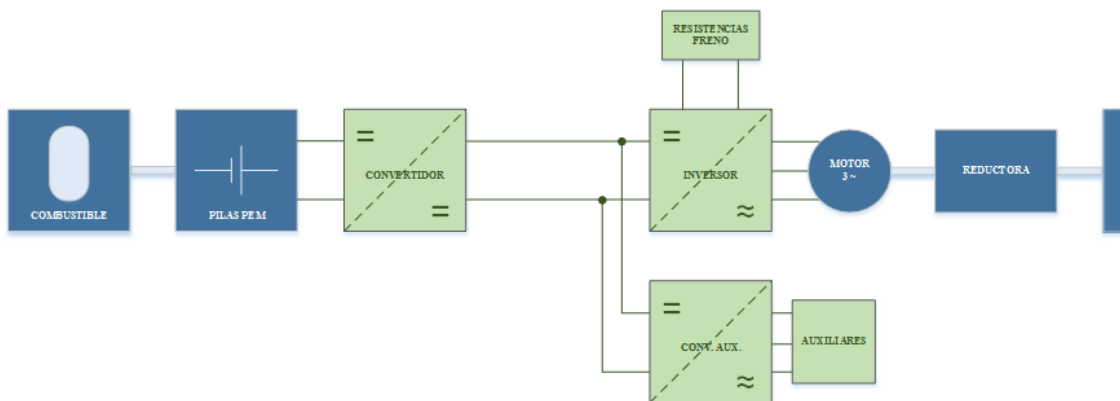 RESISTENCIAS
FRENO
COMBUSTIBLE
PILAS PEM
CONVERTIDOR
INVERSOR
MOTOR
3 ~
REDUCTORA
CONV. AUX.
AUXILIARES